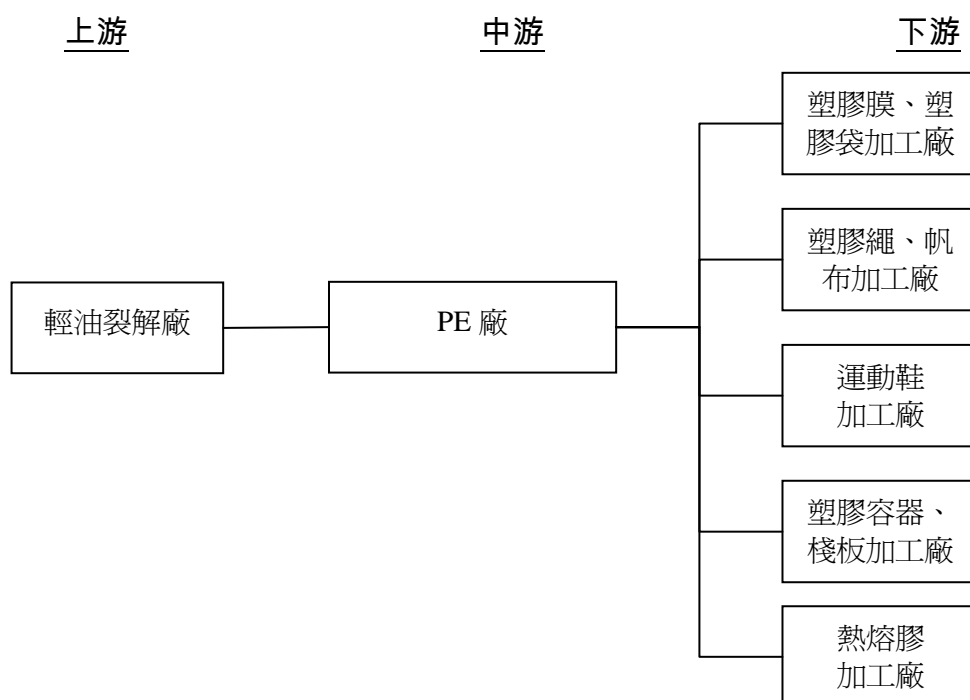 上游
中游
下游
塑膠膜、塑
膠袋加工廠
塑膠繩、帆
布加工廠
輕油裂解廠
PE 廠
運動鞋
加工廠
塑膠容器、
棧板加工廠
熱熔膠
加工廠